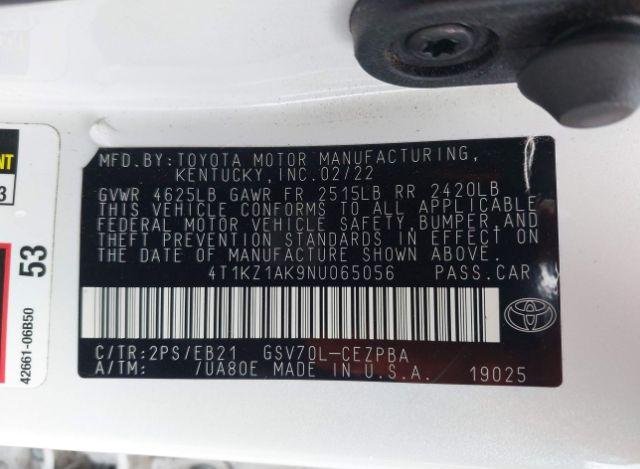 MFD.BY:TOYOTA MOTOR MANUFACTURING,
KENTUCKY,INC.02/22
GVWR 4625LB GAWR FR 2515LB RR 2420LB
THIS VEHICLE CONFORMS TO ALL APPLICABLE
FEDERAL MOTOR VEHICLE SAFETY,BUMPER,AND
THEFT PREVENTION STANDARDS IN EFFECT ON
THE DATE OF MANUFACTURE SHOWN ABOVE.
4T1KZ1AK9NU065056 PASS.CAR
C/TR:2PS/EB21 GSV70L-CEZPBA
A/TM: /UA80E MADE IN U.S.A. 19025
NT
3
53
42661-06B50